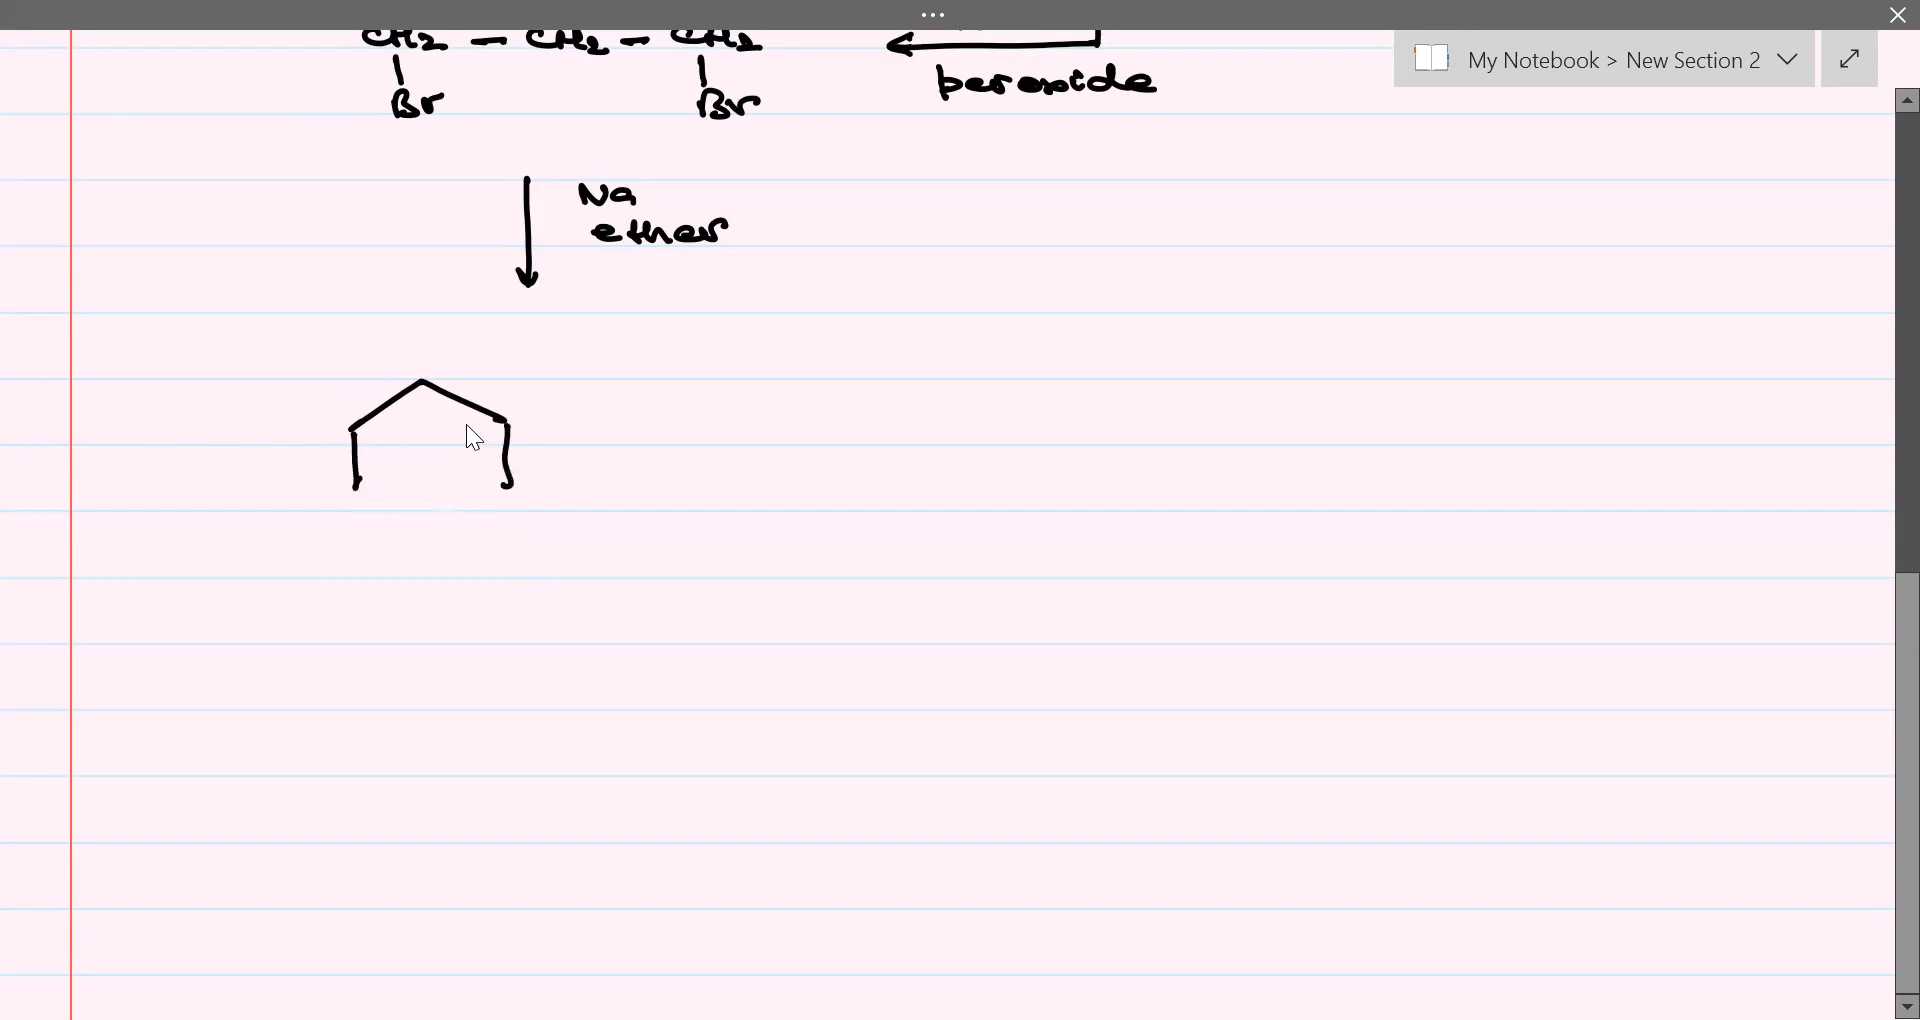 CH2 - CH2 - CH2
Br Br
peroxide
My Notebook > New Section 2
Na
ether